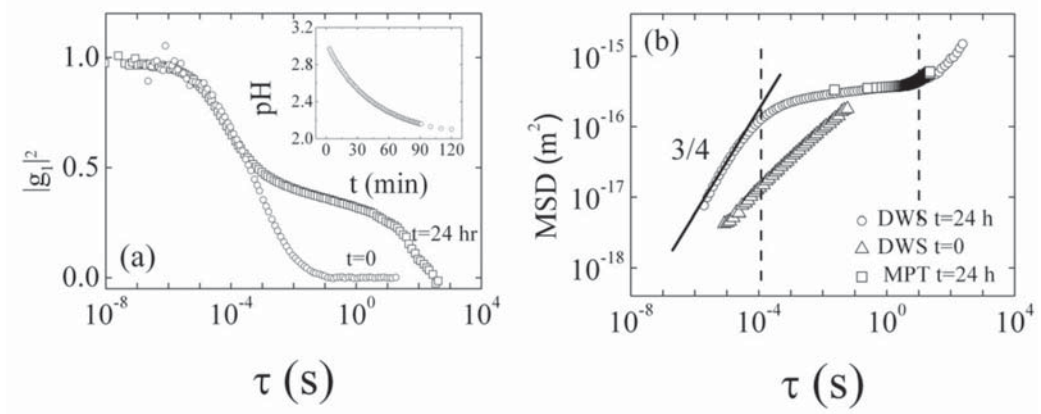 1.0
0.5
0.0
|g₁|²
(a)
3.2
2.8
2.4
2.0
pH
0 30 60 90 120
t (min)
t=24 hr
t=0
10⁻⁸ 10⁻⁴ 10⁰ 10⁴
τ (s)
(b)
10⁻¹⁵
10⁻¹⁶
10⁻¹⁷
10⁻¹⁸
MSD (m²)
3/4
DWS t=24 h
DWS t=0
MPT t=24 h
10⁻⁸ 10⁻⁴ 10⁰ 10⁴
τ (s)